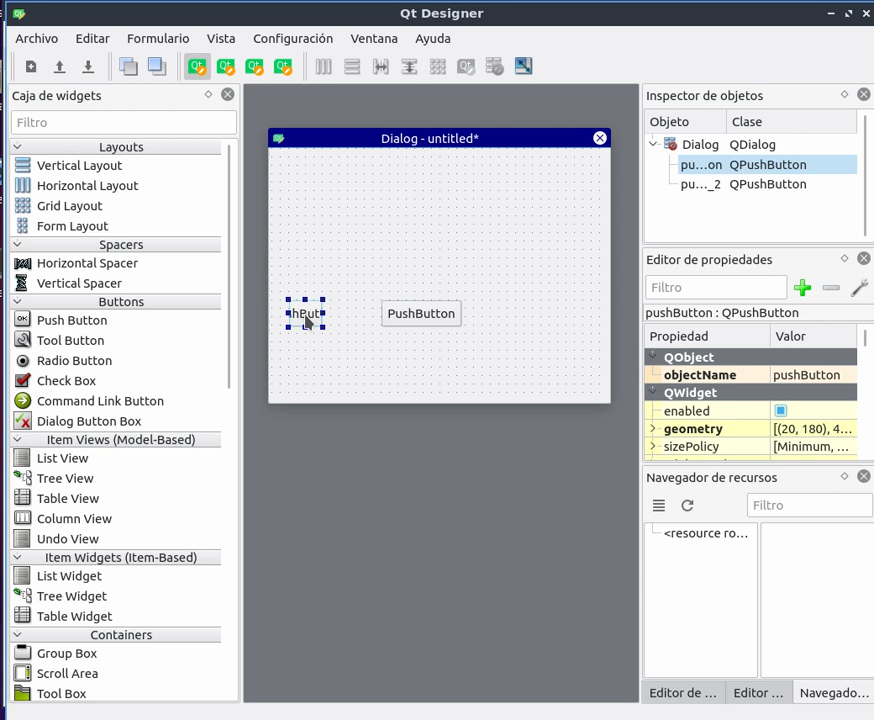 Qt Designer
Archivo Editar Formulario Vista Configuración Ventana Ayuda
Caja de widgets
Filtro
Layouts
Vertical Layout
Horizontal Layout
Grid Layout
Form Layout
Spacers
Horizontal Spacer
Vertical Spacer
Buttons
Push Button
Tool Button
Radio Button
Check Box
Command Link Button
Dialog Button Box
Item Views (Model-Based)
List View
Tree View
Table View
Column View
Undo View
Item Widgets (Item-Based)
List Widget
Tree Widget
Table Widget
Containers
Group Box
Scroll Area
Tool Box
Dialog - untitled*
hPut
PushButton
Inspector de objetos
Objeto Clase
Dialog QDialog
pu...on QPushButton
pu..._2 QPushButton
Editor de propiedades
Filtro
pushButton : QPushButton
Propiedad Valor
QObject
objectName pushButton
QWidget
enabled
geometry [(20, 180), 4...
sizePolicy [Minimum, ...
Navegador de recursos
Filtro
<resource ro...
Editor de ... Editor ... Navegado...